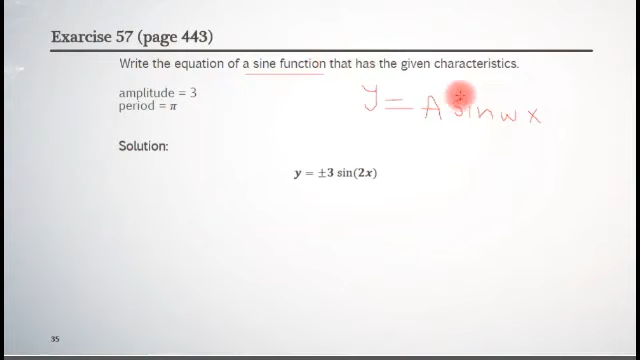 Exarcise 57 (page 443)
Write the equation of a sine function that has the given characteristics.
amplitude = 3
period = π
y = A sin w x
Solution:
y = ±3 sin(2x)
35